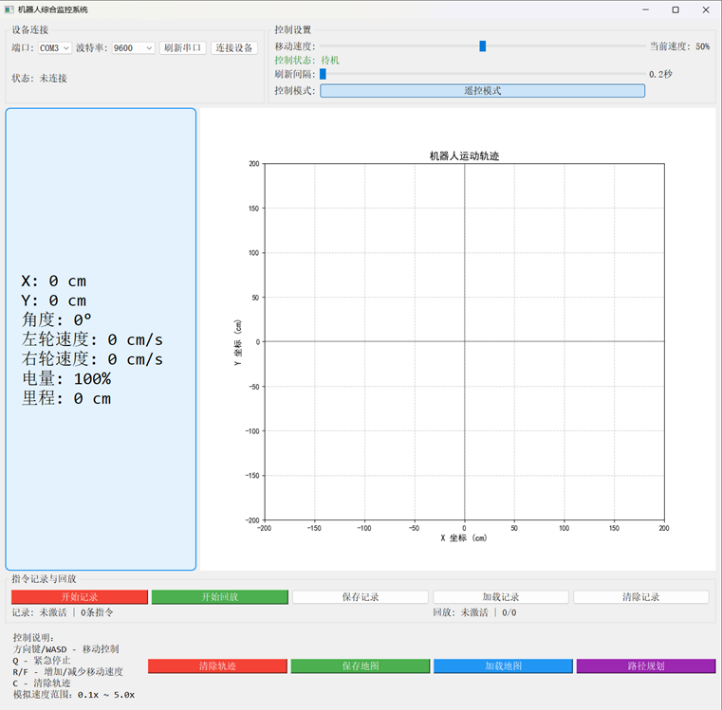 机器人综合监控系统
设备连接
端口: COM3 波特率: 9600 刷新串口 连接设备
状态: 未连接
控制设置
移动速度: 当前速度: 50%
控制状态: 待机
刷新间隔: 0.2秒
控制模式: 遥控模式
X: 0 cm
Y: 0 cm
角度: 0°
左轮速度: 0 cm/s
右轮速度: 0 cm/s
电量: 100%
里程: 0 cm
机器人运动轨迹
200
150
100
50
0
-50
-100
-150
-200
Y 坐标 (cm)
-200 -150 -100 -50 0 50 100 150 200
X 坐标 (cm)
指令记录与回放
开始记录 开始回放 保存记录 加载记录 清除记录
记录: 未激活 | 0条指令 回放: 未激活 | 0/0
控制说明:
方向键/WASD - 移动控制
Q - 紧急停止
R/F - 增加/减少移动速度
C - 清除轨迹
模拟速度范围: 0.1x ~ 5.0x
清除轨迹 保存地图 加载地图 路径规划